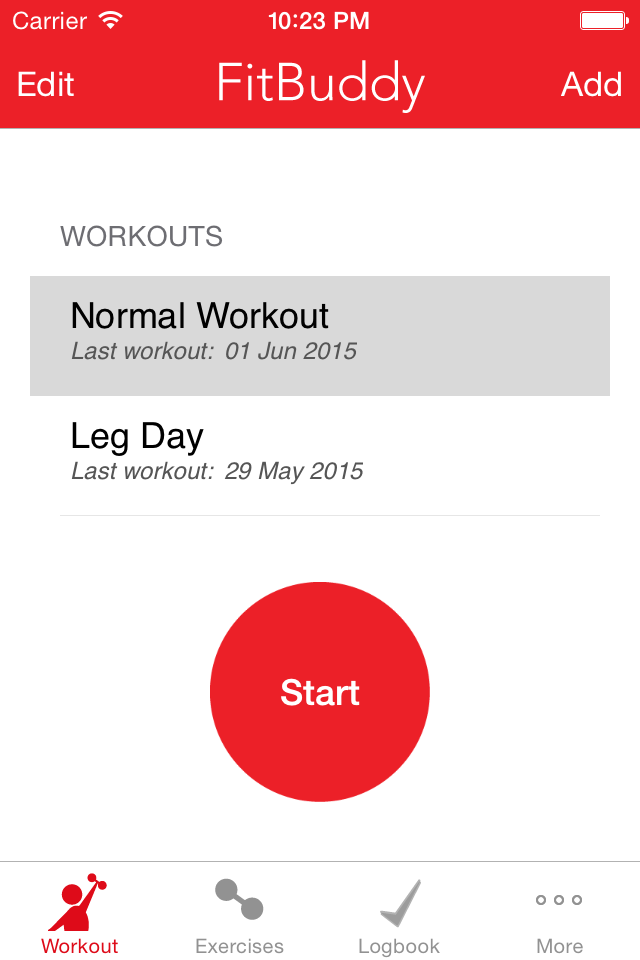 Carrier 10:23 PM
Edit FitBuddy Add
WORKOUTS
Normal Workout
Last workout: 01 Jun 2015
Leg Day
Last workout: 29 May 2015
Start
Workout Exercises Logbook More